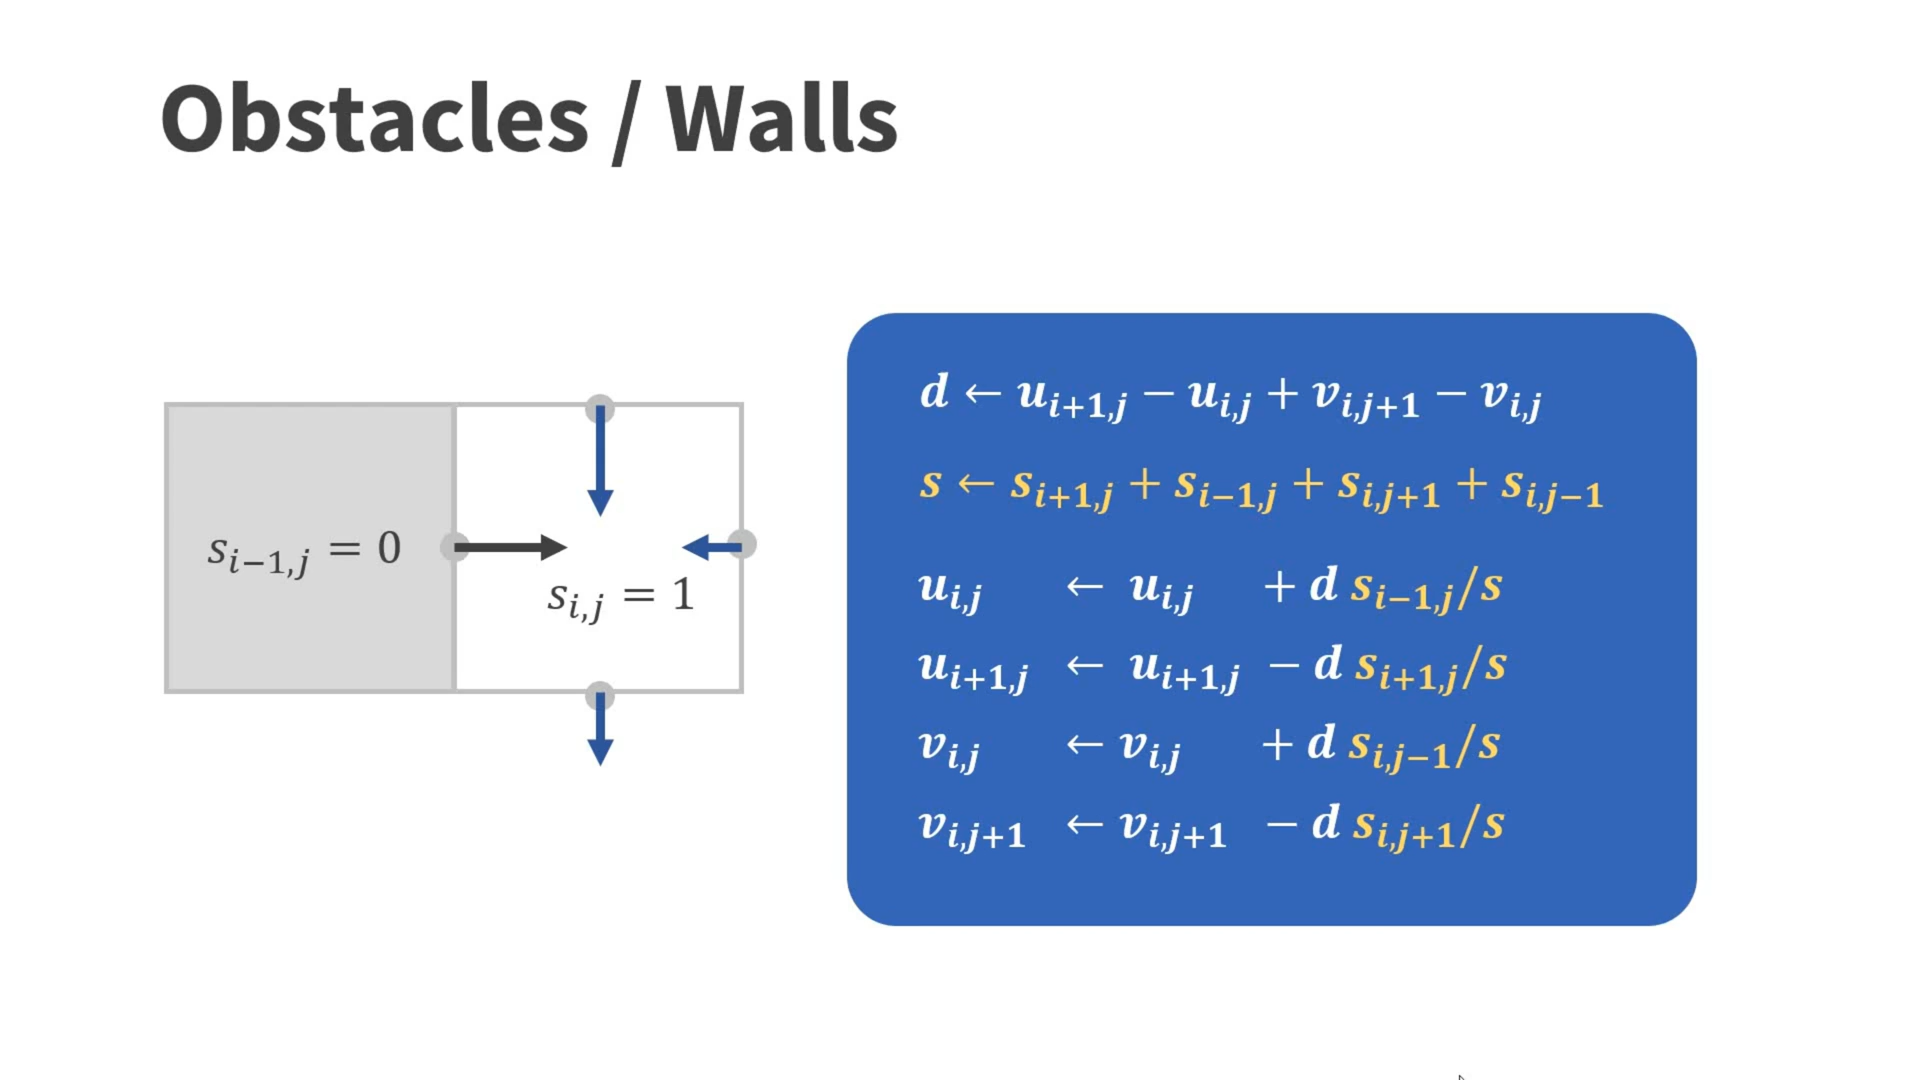 Obstacles / Walls
s_{i−1,j} = 0
s_{i,j} = 1
d ← u_{i+1,j} − u_{i,j} + v_{i,j+1} − v_{i,j}
s ← s_{i+1,j} + s_{i−1,j} + s_{i,j+1} + s_{i,j−1}
u_{i,j} ← u_{i,j} + d s_{i−1,j}/s
u_{i+1,j} ← u_{i+1,j} − d s_{i+1,j}/s
v_{i,j} ← v_{i,j} + d s_{i,j−1}/s
v_{i,j+1} ← v_{i,j+1} − d s_{i,j+1}/s